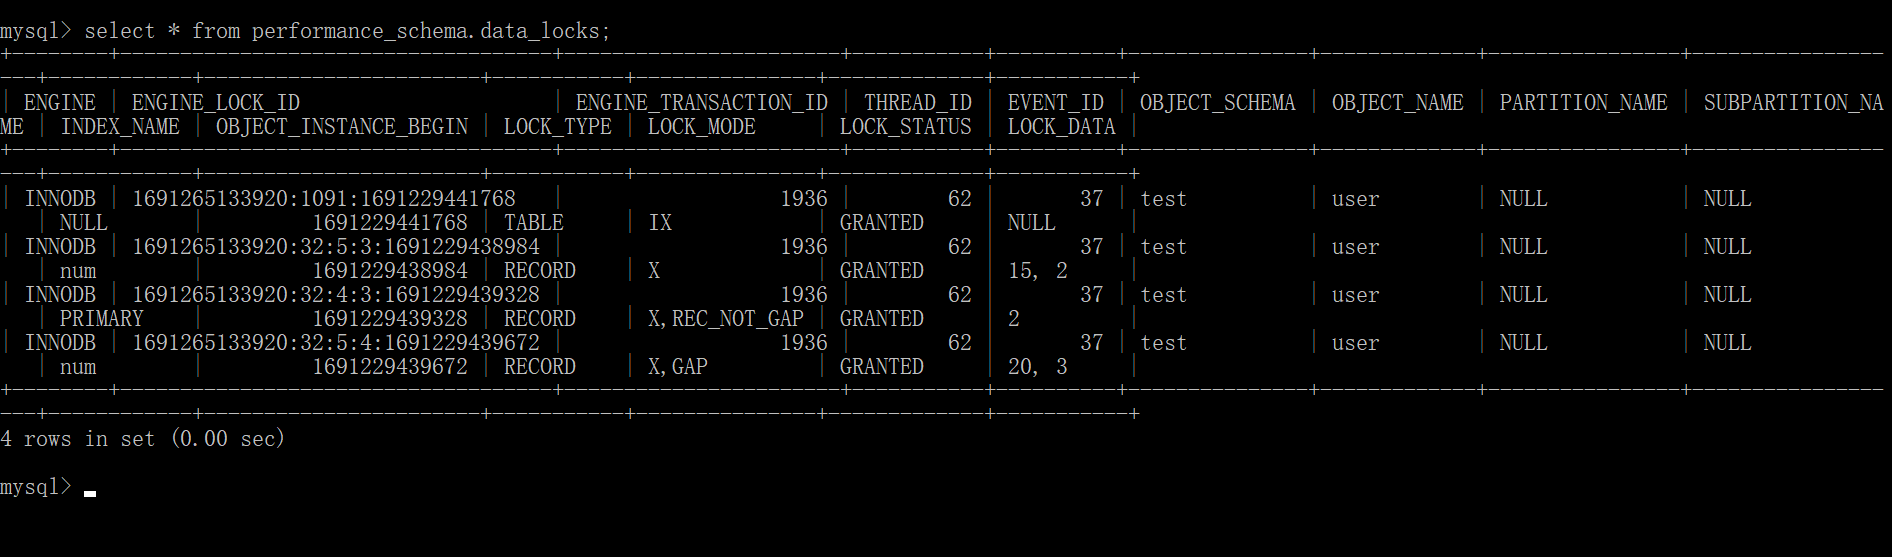 mysql> select * from performance_schema.data_locks;
+--------+------------------------------------+-----------------------+-----------+----------+---------------+-------------+----------------+----------------
---+------------+-----------------------+-----------+---------------+-------------+-----------+
| ENGINE | ENGINE_LOCK_ID | ENGINE_TRANSACTION_ID | THREAD_ID | EVENT_ID | OBJECT_SCHEMA | OBJECT_NAME | PARTITION_NAME | SUBPARTITION_NA
ME | INDEX_NAME | OBJECT_INSTANCE_BEGIN | LOCK_TYPE | LOCK_MODE | LOCK_STATUS | LOCK_DATA |
+--------+------------------------------------+-----------------------+-----------+----------+---------------+-------------+----------------+----------------
---+------------+-----------------------+-----------+---------------+-------------+-----------+
| INNODB | 1691265133920:1091:1691229441768 | 1936 | 62 | 37 | test | user | NULL | NULL
| NULL | 1691229441768 | TABLE | IX | GRANTED | NULL |
| INNODB | 1691265133920:32:5:3:1691229438984 | 1936 | 62 | 37 | test | user | NULL | NULL
| num | 1691229438984 | RECORD | X | GRANTED | 15, 2 |
| INNODB | 1691265133920:32:4:3:1691229439328 | 1936 | 62 | 37 | test | user | NULL | NULL
| PRIMARY | 1691229439328 | RECORD | X,REC_NOT_GAP | GRANTED | 2 |
| INNODB | 1691265133920:32:5:4:1691229439672 | 1936 | 62 | 37 | test | user | NULL | NULL
| num | 1691229439672 | RECORD | X,GAP | GRANTED | 20, 3 |
+--------+------------------------------------+-----------------------+-----------+----------+---------------+-------------+----------------+----------------
---+------------+-----------------------+-----------+---------------+-------------+-----------+
4 rows in set (0.00 sec)
mysql>